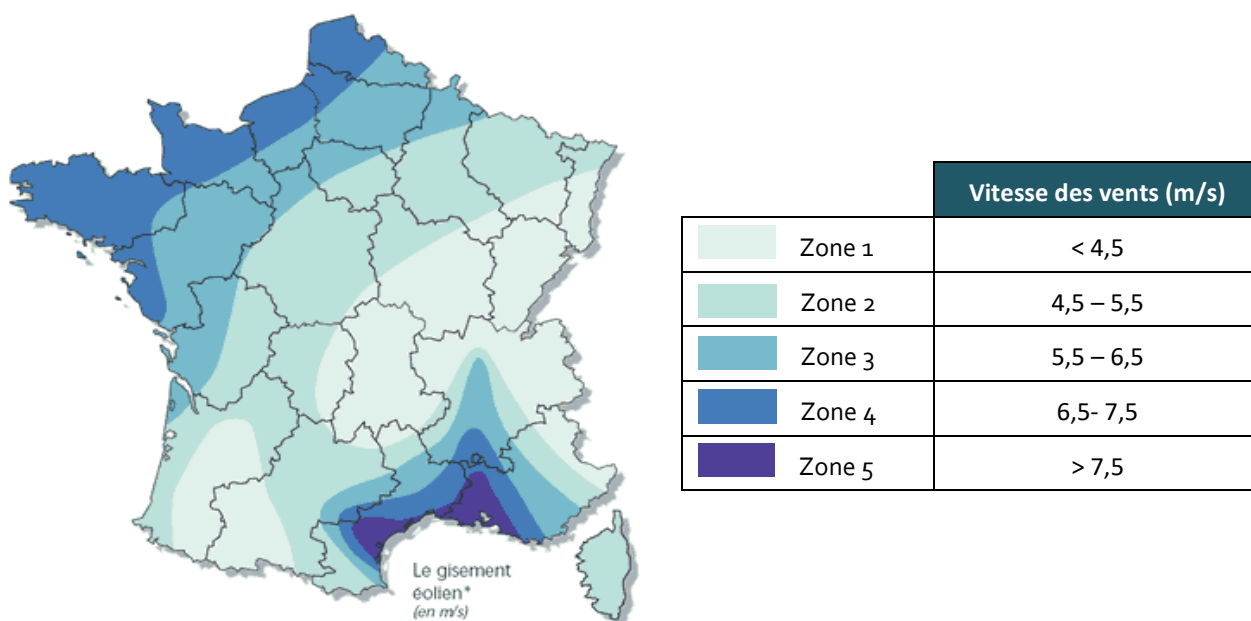 Le gisement
éolien*
(en m/s)
Vitesse des vents (m/s)
Zone 1 < 4,5
Zone 2 4,5 – 5,5
Zone 3 5,5 – 6,5
Zone 4 6,5- 7,5
Zone 5 > 7,5